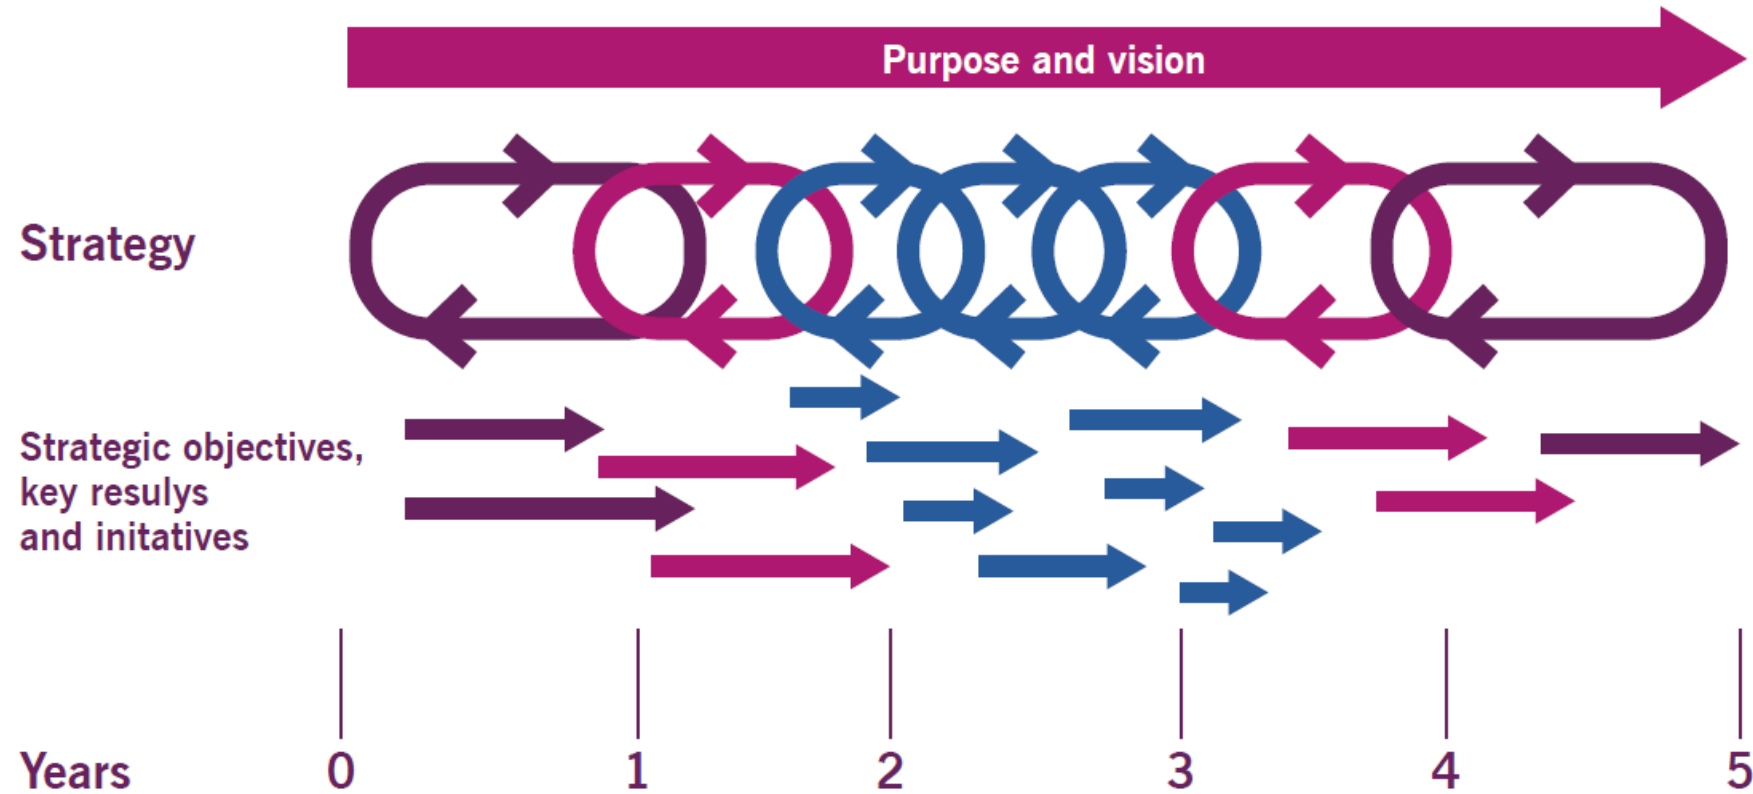 Purpose and vision
Strategy
Strategic objectives,
key resulys
and initatives
Years 0 1 2 3 4 5